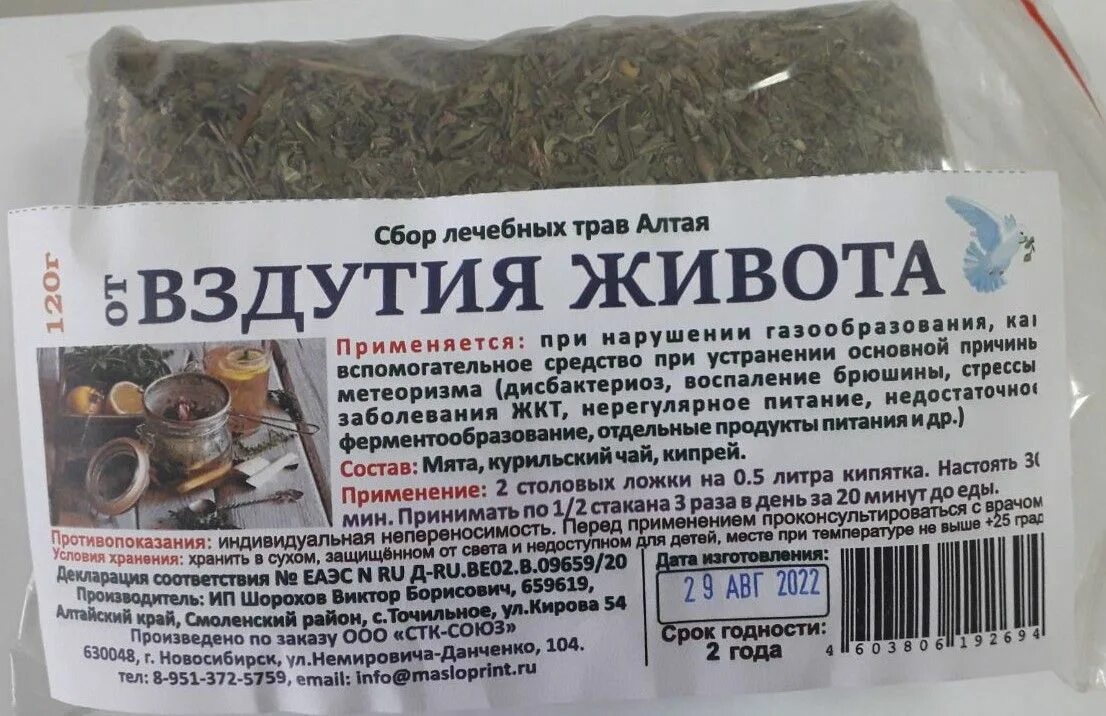 Сбор лечебных трав Алтая
120г
от ВЗДУТИЯ ЖИВОТА
Применяется: при нарушении газообразования,
вспомогательное средство при устранении основной
метеоризма (дисбактериоз, воспаление брюшины, стрессы
заболевания ЖКТ, нерегулярное питание,
ферментообразование, отдельные продукты питания и др.)
Состав: Мята, курильский чай, кипрей.
Применение: 2 столовых ложки на 0.5 литра кипятка. Настоять
мин. Принимать по 1/2 стакана 3 раза в день за 20 минут до еды.
Противопоказания: индивидуальная непереносимость. Перед применением проконсультироваться с врачом
Условия хранения: хранить в сухом, защищённом от света и недоступном для детей, месте при температуре не выше +25 град
Декларация соответствия № ЕАЭС N RU Д-RU.ВЕ02.В.09659/20
Производитель: ИП Шорохов Виктор Борисович, 659619,
Алтайский край, Смоленский район, с.Точильное, ул.Кирова 54
Произведено по заказу ООО «СТК-СОЮЗ»
630048, г. Новосибирск, ул.Немировича-Данченко, 104.
тел: 8-951-372-5759, email: info@masloprint.ru
Дата изготовления:
29 АВГ 2022
Срок годности:
2 года
4 603806 192694